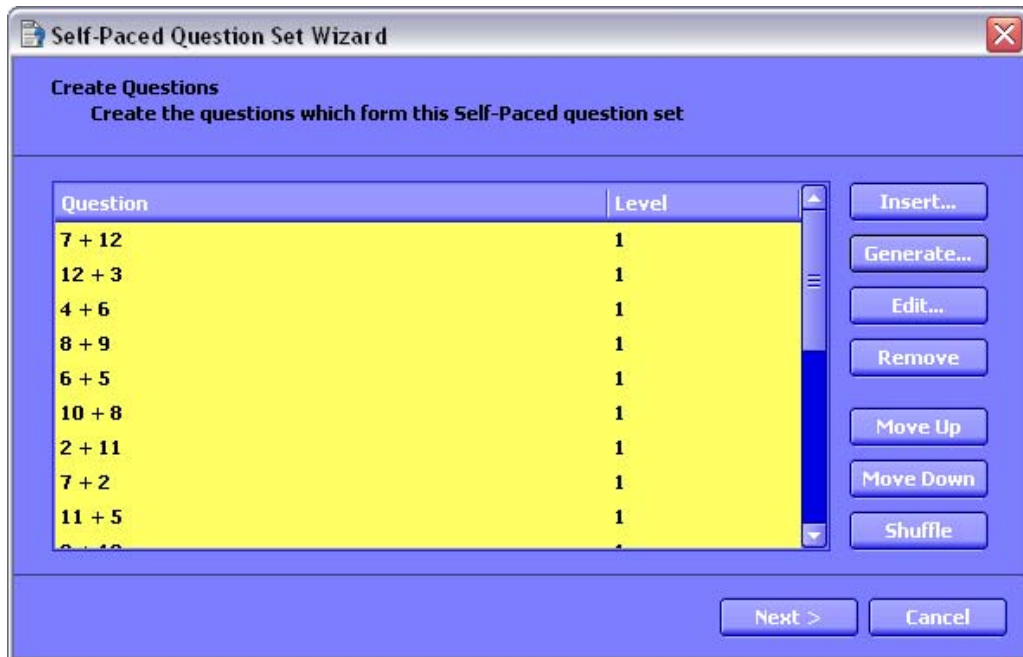 Self-Paced Question Set Wizard
Create Questions
Create the questions which form this Self-Paced question set
Question Level
7 + 12 1
12 + 3 1
4 + 6 1
8 + 9 1
6 + 5 1
10 + 8 1
2 + 11 1
7 + 2 1
11 + 5 1
Insert...
Generate...
Edit...
Remove
Move Up
Move Down
Shuffle
Next >
Cancel